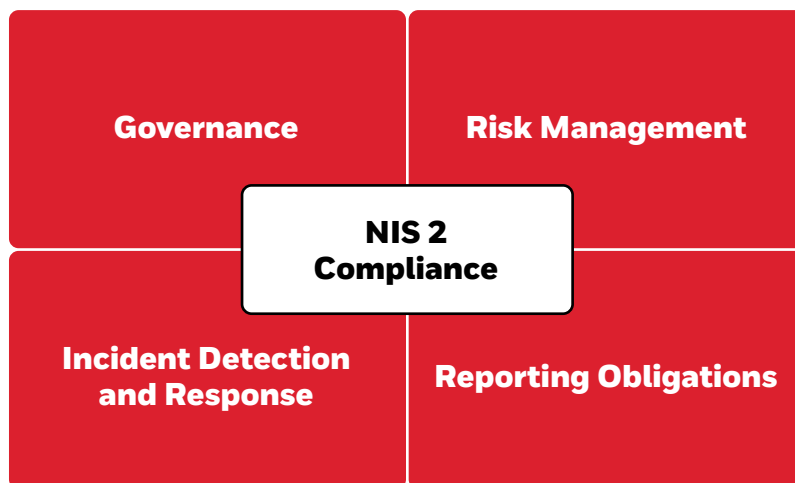 Governance
Risk Management
NIS 2
Compliance
Incident Detection
and Response
Reporting Obligations